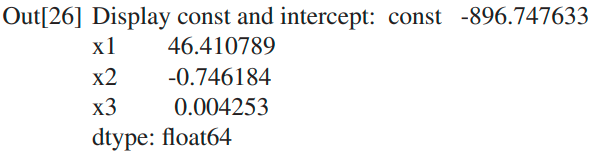 Out[26] Display const and intercept: const -896.747633
x1 46.410789
x2 -0.746184
x3 0.004253
dtype: float64